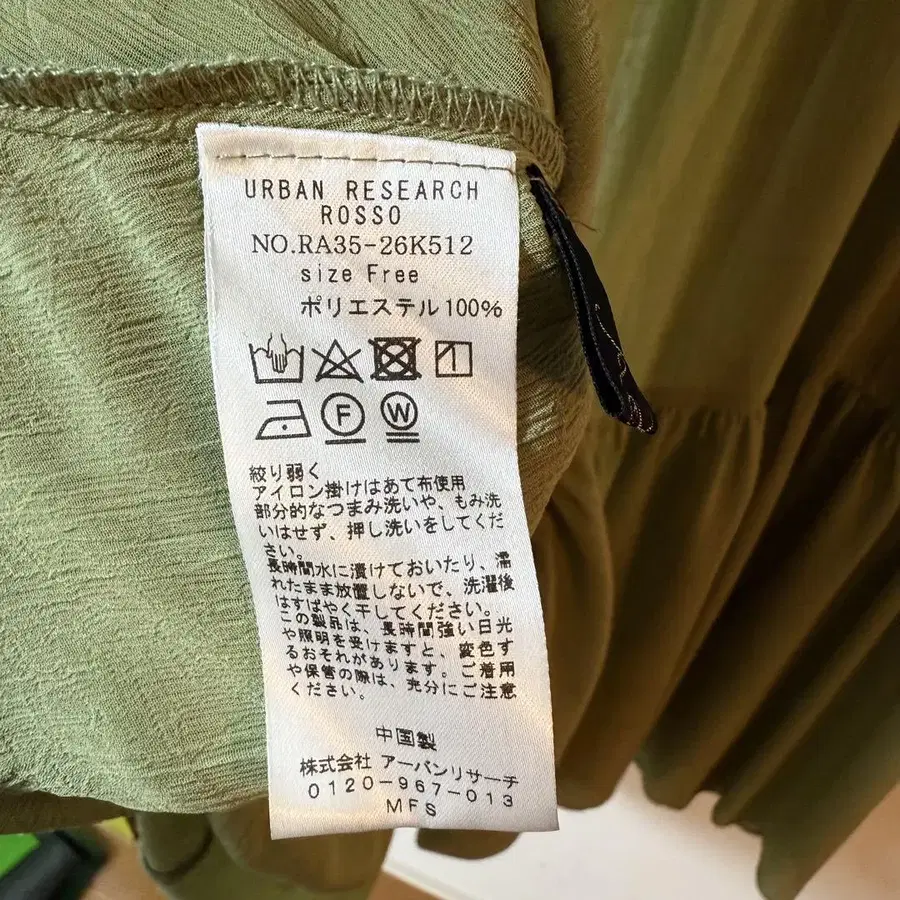 URBAN RESEARCH
ROSSO
NO.RA35-26K512
size Free
ポリエステル100%
F W
絞り弱く
アイロン掛けはあて布使用
部分的なつまみ洗いや、もみ洗
いはせず、押し洗いをしてくだ
さい。
長時間水に漬けておいたり、濡
れたまま放置しないで、洗濯後
はすばやく干してください。
この製品は、長時間強い日光
や照明を受けますと、変色す
るおそれがあります。ご着用
や保管の際は、充分にご注意
ください。
中国製
株式会社 アーバンリサーチ
0120-967-013
MFS